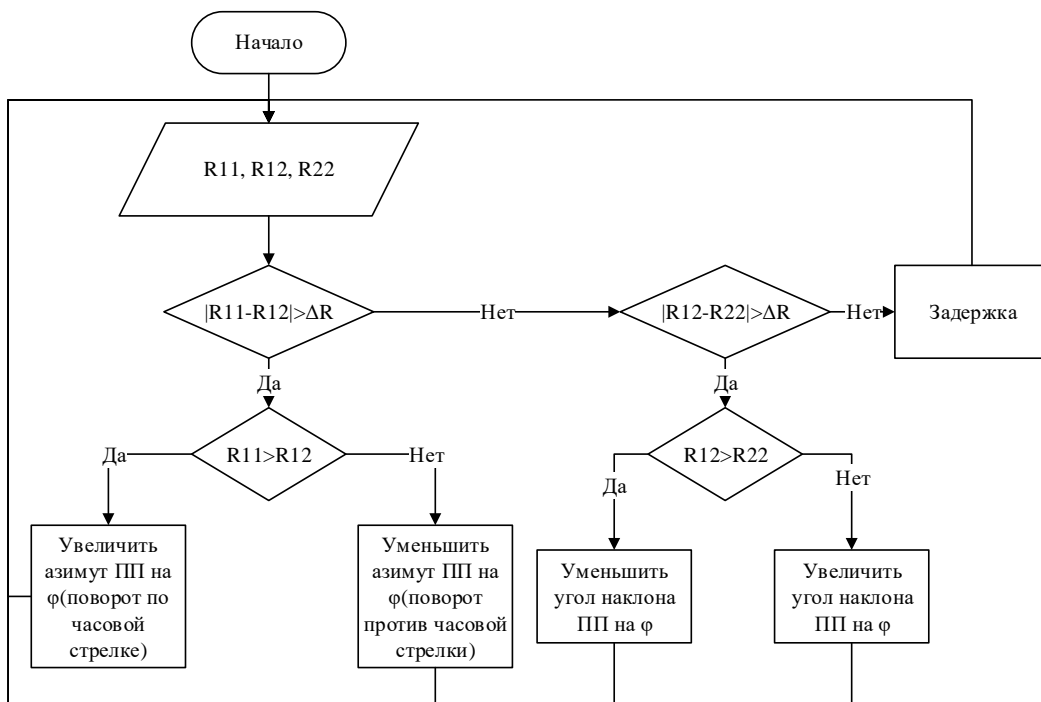 Начало
R11, R12, R22
|R11-R12|>ΔR
Нет
|R12-R22|>ΔR
Нет
Задержка
Да
Да
R11>R12
Да
Нет
R12>R22
Да
Нет
Увеличить
азимут ПП на
φ(поворот по
часовой
стрелке)
Уменьшить
азимут ПП на
φ(поворот
против часовой
стрелки)
Уменьшить
угол наклона
ПП на φ
Увеличить
угол наклона
ПП на φ